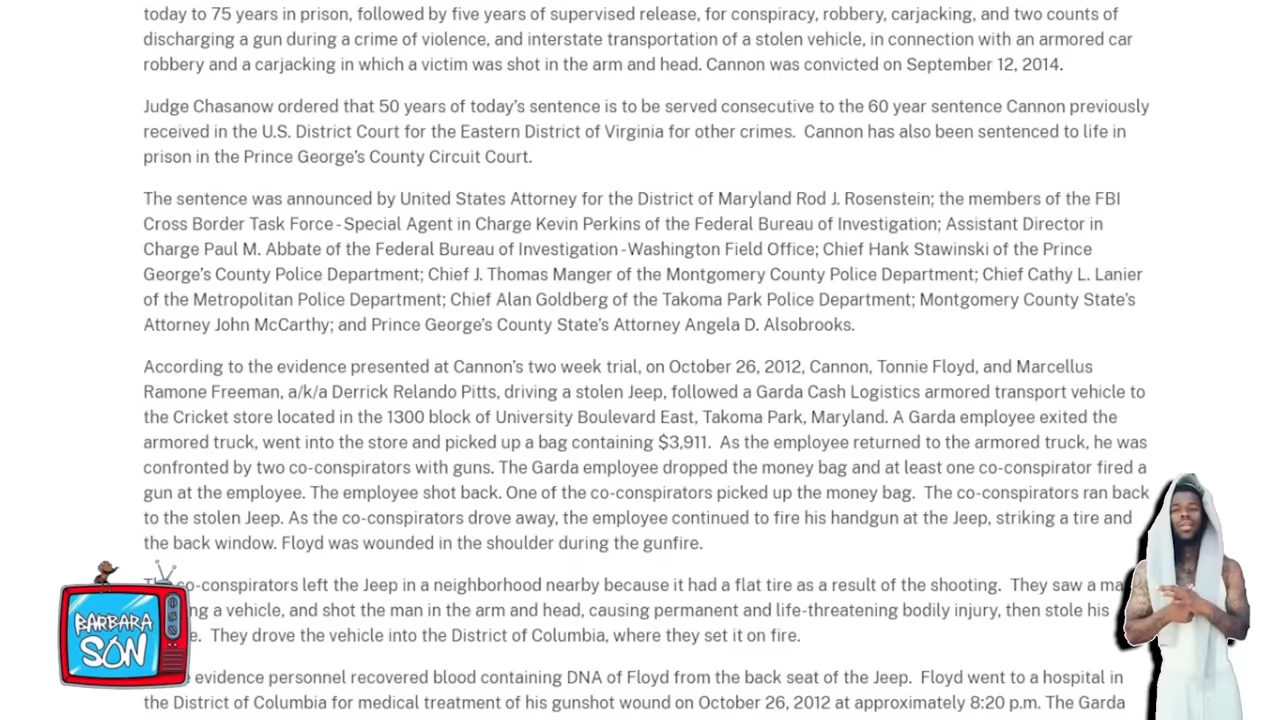 today to 75 years in prison, followed by five years of supervised release, for conspiracy, robbery, carjacking, and two counts of
discharging a gun during a crime of violence, and interstate transportation of a stolen vehicle, in connection with an armored car
robbery and a carjacking in which a victim was shot in the arm and head. Cannon was convicted on September 12, 2014.
Judge Chasanow ordered that 50 years of today's sentence is to be served consecutive to the 60 year sentence Cannon previously
received in the U.S. District Court for the Eastern District of Virginia for other crimes. Cannon has also been sentenced to life in
prison in the Prince George's County Circuit Court.
The sentence was announced by United States Attorney for the District of Maryland Rod J. Rosenstein; the members of the FBI
Cross Border Task Force - Special Agent in Charge Kevin Perkins of the Federal Bureau of Investigation; Assistant Director in
Charge Paul M. Abbate of the Federal Bureau of Investigation - Washington Field Office; Chief Hank Stawinski of the Prince
George's County Police Department; Chief J. Thomas Manger of the Montgomery County Police Department; Chief Cathy L. Lanier
of the Metropolitan Police Department; Chief Alan Goldberg of the Takoma Park Police Department; Montgomery County State's
Attorney John McCarthy; and Prince George's County State's Attorney Angela D. Alsobrooks.
According to the evidence presented at Cannon's two week trial, on October 26, 2012, Cannon, Tonnie Floyd, and Marcellus
Ramone Freeman, a/k/a Derrick Relando Pitts, driving a stolen Jeep, followed a Garda Cash Logistics armored transport vehicle to
the Cricket store located in the 1300 block of University Boulevard East, Takoma Park, Maryland. A Garda employee exited the
armored truck, went into the store and picked up a bag containing $3,911. As the employee returned to the armored truck, he was
confronted by two co-conspirators with guns. The Garda employee dropped the money bag and at least one co-conspirator fired a
gun at the employee. The employee shot back. One of the co-conspirators picked up the money bag. The co-conspirators ran back
to the stolen Jeep. As the co-conspirators drove away, the employee continued to fire his handgun at the Jeep, striking a tire and
the back window. Floyd was wounded in the shoulder during the gunfire.
co-conspirators left the Jeep in a neighborhood nearby because it had a flat tire as a result of the shooting. They saw a
a vehicle, and shot the man in the arm and head, causing permanent and life-threatening bodily injury, then stole his
They drove the vehicle into the District of Columbia, where they set it on fire.
evidence personnel recovered blood containing DNA of Floyd from the back seat of the Jeep. Floyd went to a hospital in
the District of Columbia for medical treatment of his gunshot wound on October 26, 2012 at approximately 8:20 p.m. The Garda
BARBARA
SON